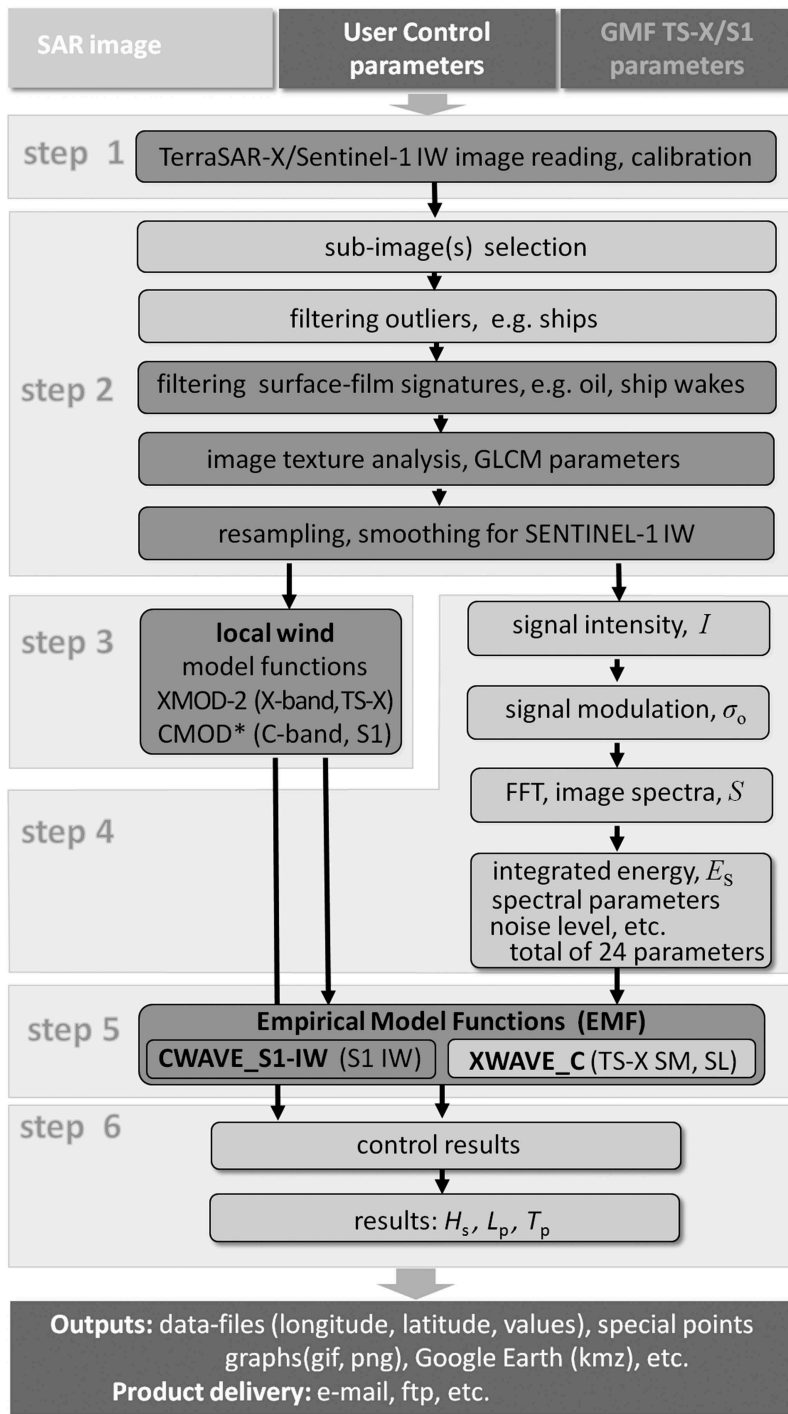 SAR image
User Control
parameters
GMF TS-X/S1
parameters
step 1
TerraSAR-X/Sentinel-1 IW image reading, calibration
step 2
sub-image(s) selection
filtering outliers, e.g. ships
filtering surface-film signatures, e.g. oil, ship wakes
image texture analysis, GLCM parameters
resampling, smoothing for SENTINEL-1 IW
step 3
local wind
model functions
XMOD-2 (X-band,TS-X)
CMOD* (C-band, S1)
step 4
signal intensity, I
signal modulation, σo
FFT, image spectra, S
integrated energy, ES
spectral parameters
noise level, etc.
total of 24 parameters
step 5
Empirical Model Functions (EMF)
CWAVE_S1-IW (S1 IW)
XWAVE_C (TS-X SM, SL)
step 6
control results
results: Hs, Lp, Tp
Outputs: data-files (longitude, latitude, values), special points
graphs(gif, png), Google Earth (kmz), etc.
Product delivery: e-mail, ftp, etc.